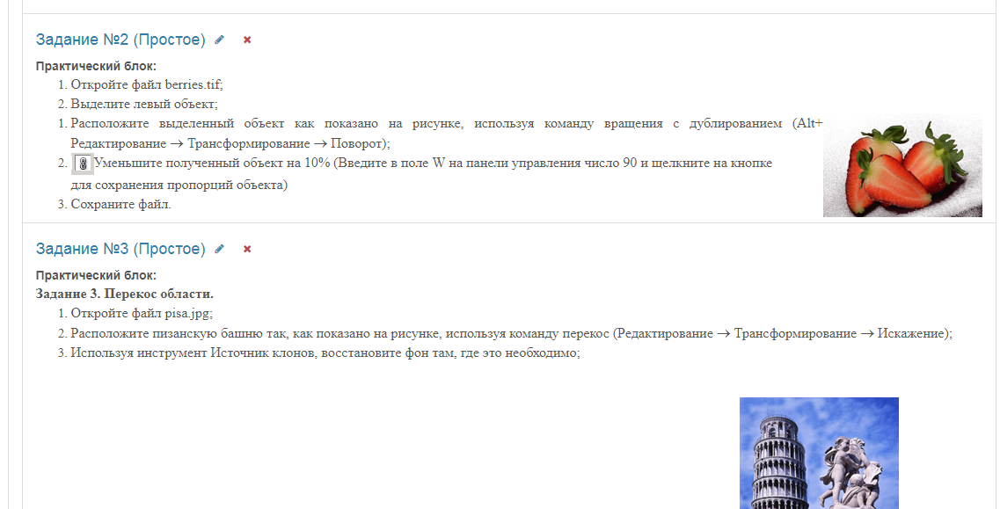 Задание №2 (Простое)
Практический блок:
1. Откройте файл berries.tif;
2. Выделите левый объект;
1. Расположите выделенный объект как показано на рисунке, используя команду вращения с дублированием (Alt+
Редактирование → Трансформирование → Поворот);
2. Уменьшите полученный объект на 10% (Введите в поле W на панели управления число 90 и щелкните на кнопке
для сохранения пропорций объекта)
3. Сохраните файл.
Задание №3 (Простое)
Практический блок:
Задание 3. Перекос области.
1. Откройте файл pisa.jpg;
2. Расположите пизанскую башню так, как показано на рисунке, используя команду перекос (Редактирование → Трансформирование → Искажение);
3. Используя инструмент Источник клонов, восстановите фон там, где это необходимо;